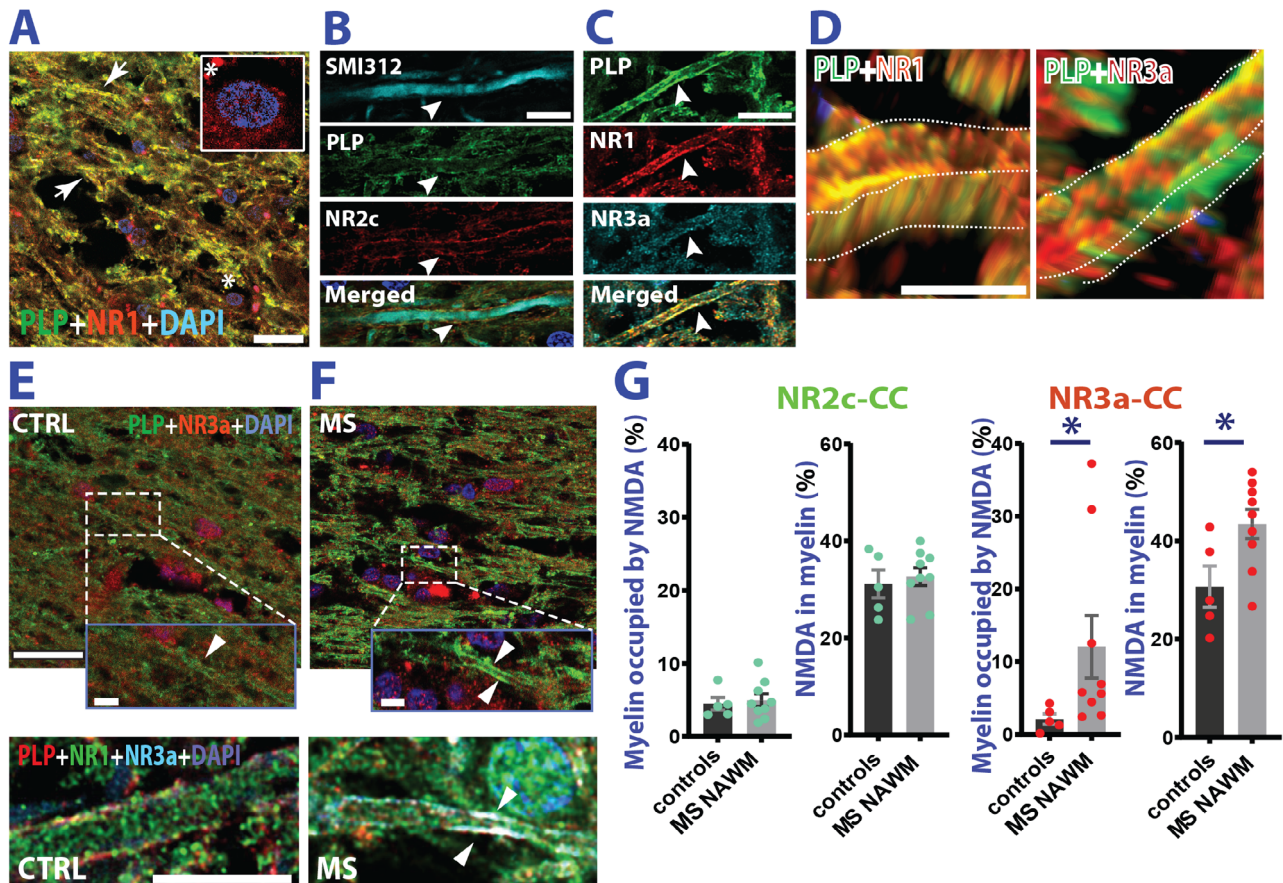 A
*
*
PLP+NR1+DAPI
B
SMI312
PLP
NR2c
Merged
C
PLP
NR1
NR3a
Merged
D
PLP+NR1
PLP+NR3a
E
CTRL
PLP+NR3a+DAPI
F
MS
PLP+NR1+NR3a+DAPI
CTRL
MS
G
NR2c-CC
Myelin occupied by NMDA (%)
40
30
20
10
0
controls
MS NAWM
NMDA in myelin (%)
60
40
20
0
controls
MS NAWM
NR3a-CC
Myelin occupied by NMDA (%)
40
30
20
10
0
*
controls
MS NAWM
NMDA in myelin (%)
60
40
20
0
*
controls
MS NAWM